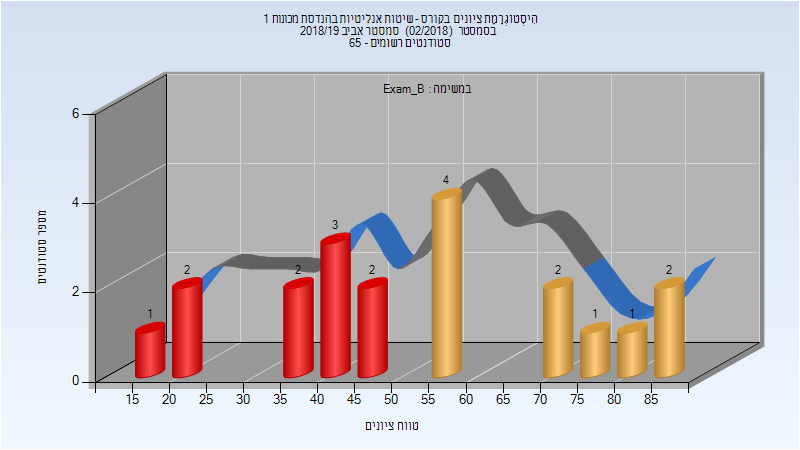 הִיסְטוֹגְרָמַת ציונים בקורס - שיטות אנליטיות בהנדסת מכונות 1
בסמסטר (02/2018) סמסטר אביב 2018/19
סטודנטים רשומים - 65
במשימה : Exam_B
מספר סטודנטים
6
4
2
0
1
2
2
3
2
4
2
1
1
2
15 20 25 30 35 40 45 50 55 60 65 70 75 80 85
טווח ציונים